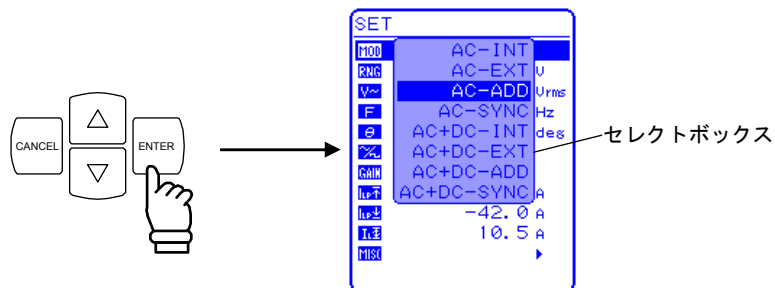 CANCEL
△
ENTER
▽
SET
MOD AC-INT
RNG AC-EXT V
V~ AC-ADD Vrms
F AC-SYNC Hz
θ AC+DC-INT deg
AC+DC-EXT
GAIN AC+DC-ADD
AC+DC-SYNC A
-42.0 A
10.5 A
MISC
セレクトボックス